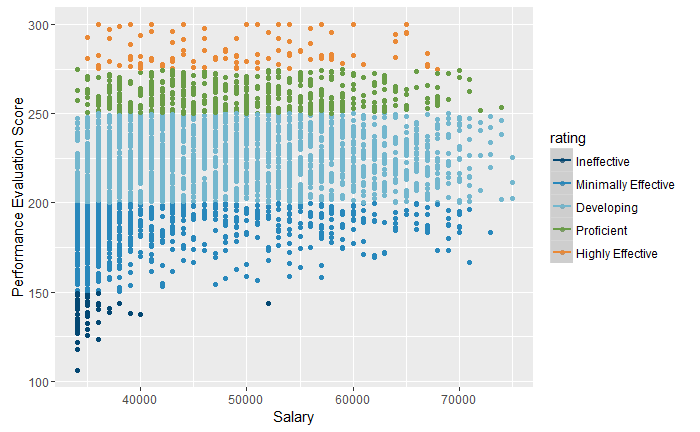 300
250
200
150
100
Performance Evaluation Score
40000
50000
60000
70000
Salary
rating
Ineffective
Minimally Effective
Developing
Proficient
Highly Effective